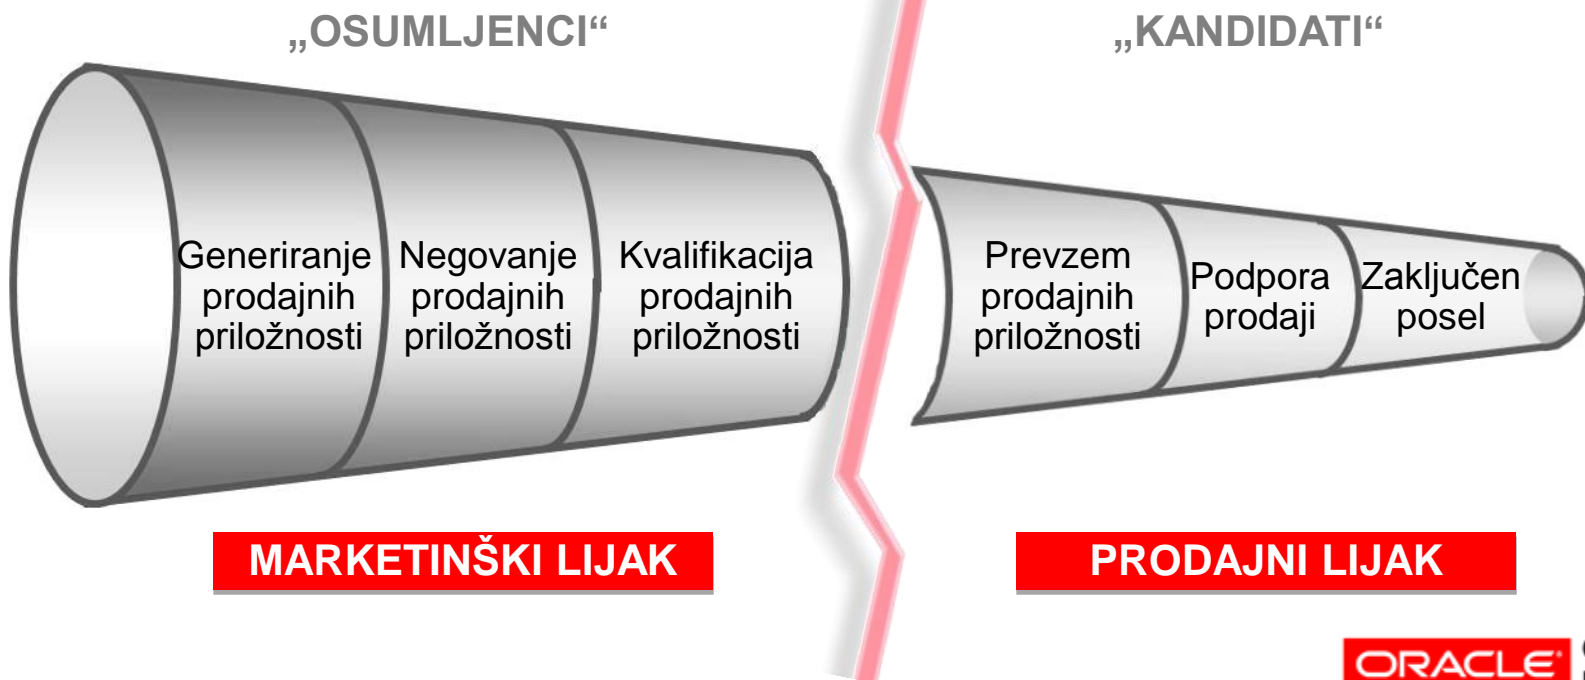 „OSUMLJENCI“
„KANDIDATI“
Generiranje
prodajnih
priložnosti
Negovanje
prodajnih
priložnosti
Kvalifikacija
prodajnih
priložnosti
Prevzem
prodajnih
priložnosti
Podpora
prodaji
Zaključen
posel
MARKETINŠKI LIJAK
PRODAJNI LIJAK
ORACLE